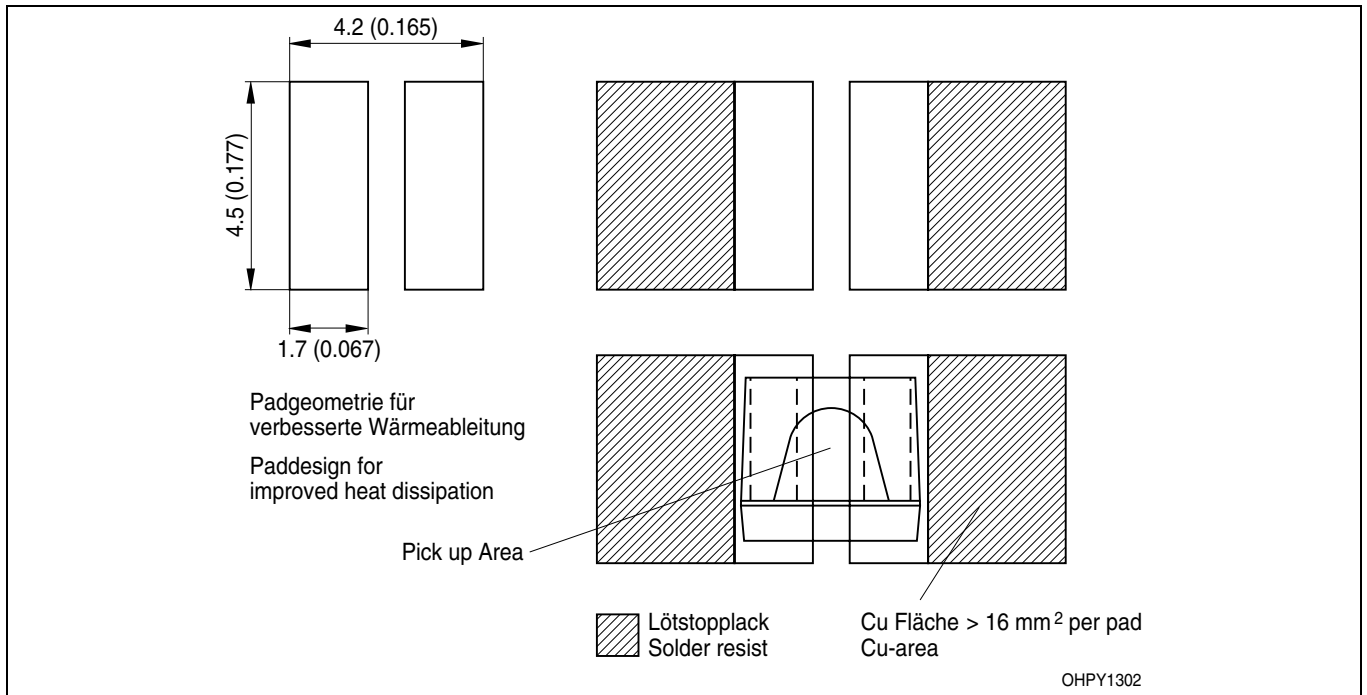 4.2 (0.165)
4.5 (0.177)
1.7 (0.067)
Padgeometrie für
verbesserte Wärmeableitung
Paddesign for
improved heat dissipation
Pick up Area
Lötstopplack
Solder resist
Cu Fläche > 16 mm² per pad
Cu-area
OHPY1302